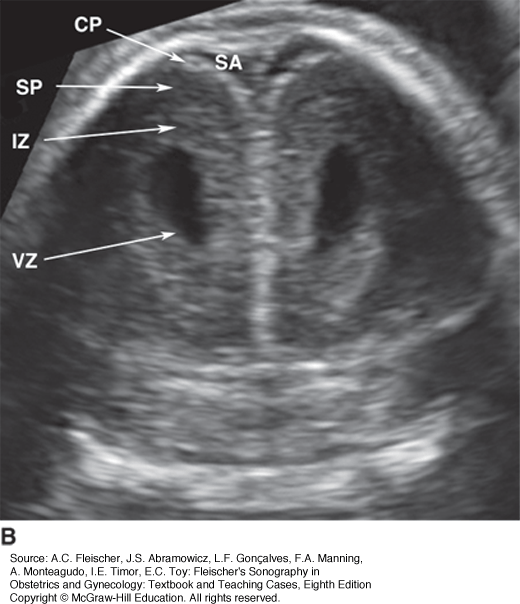 CP
SA
SP
IZ
VZ
B
Source: A.C. Fleischer, J.S. Abramowicz, L.F. Gonçalves, F.A. Manning,
A. Monteagudo, I.E. Timor, E.C. Toy: Fleischer's Sonography in
Obstetrics and Gynecology: Textbook and Teaching Cases, Eighth Edition
Copyright © McGraw-Hill Education. All rights reserved.